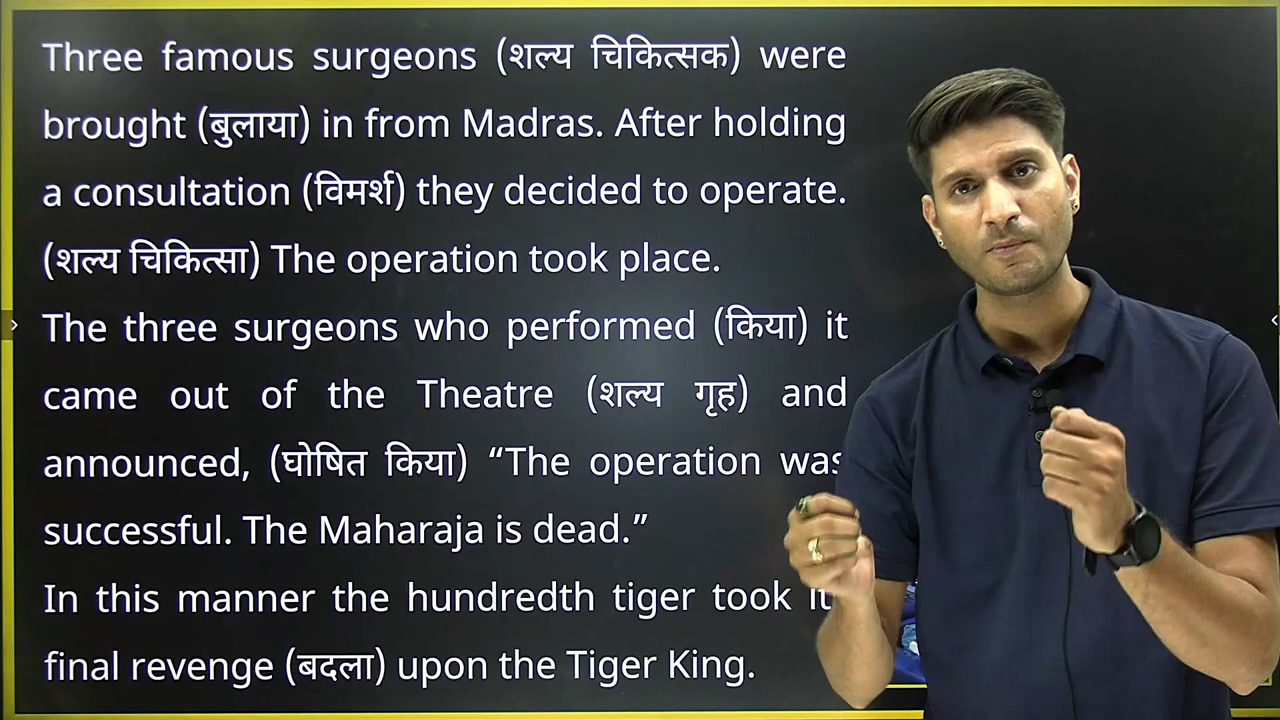 Three famous surgeons (शल्य चिकित्सक) were
brought (बुलाया) in from Madras. After holding
a consultation (विमर्श) they decided to operate.
(शल्य चिकित्सा) The operation took place.
The three surgeons who performed (किया) it
came out of the Theatre (शल्य गृह) and
announced, (घोषित किया) “The operation was
successful. The Maharaja is dead.”
In this manner the hundredth tiger took
final revenge (बदला) upon the Tiger King.